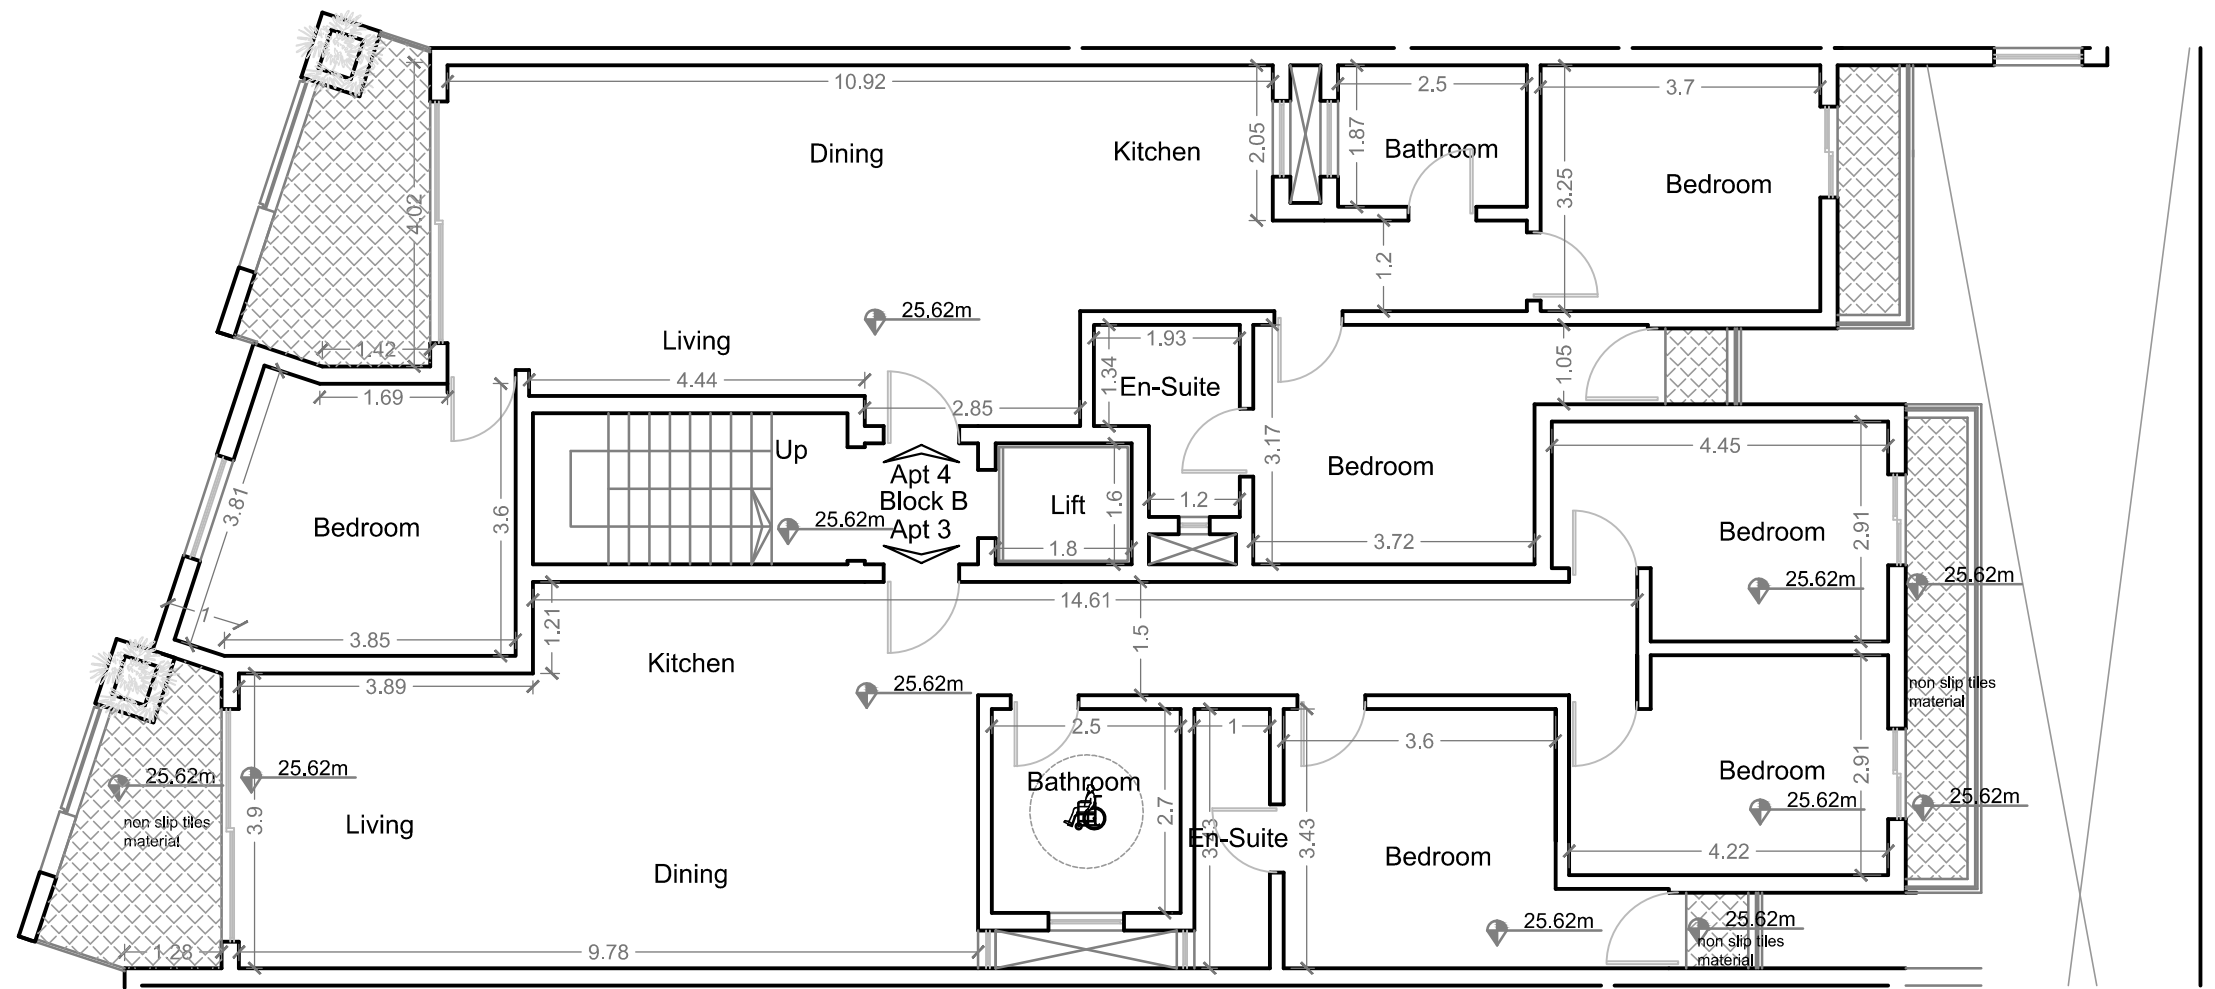 10.92
2.5
3.7
Dining
Kitchen
2.05
1.87
Bathroom
3.25
Bedroom
4.02
1.2
25.62m
1.42
Living
1.93
1.05
1.69
3.6
4.44
2.85
1.34
En-Suite
3.17
4.45
Up
Apt 4
Block B
Apt 3
Lift
1.6
1.2
Bedroom
3.81
Bedroom
25.62m
1.8
3.72
Bedroom
2.91
25.62m
25.62m
1
3.85
1.21
14.61
1.5
Kitchen
3.89
25.62m
non slip tiles
material
2.5
1
3.6
25.62m
25.62m
Bathroom
2.7
Bedroom
2.91
25.62m
25.62m
non slip tiles
material
3.9
Living
En-Suite
3.43
3.43
Bedroom
4.22
Dining
25.62m
25.62m
non slip tiles
material
1.28
9.78